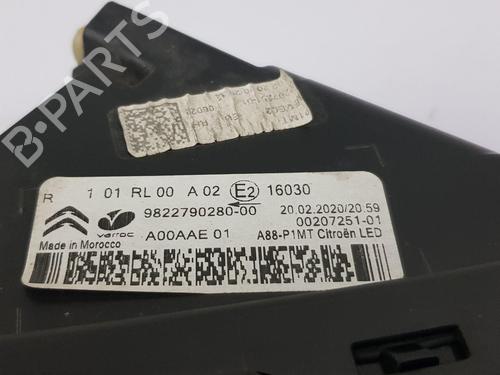 B-PARTS
R 1 01 RL 00 A 02 E2 16030
9822790280-00 20.02.2020/20:59
varroc 00207251-01
Made in Morocco A00AAE 01 A88-P1MT Citroën LED